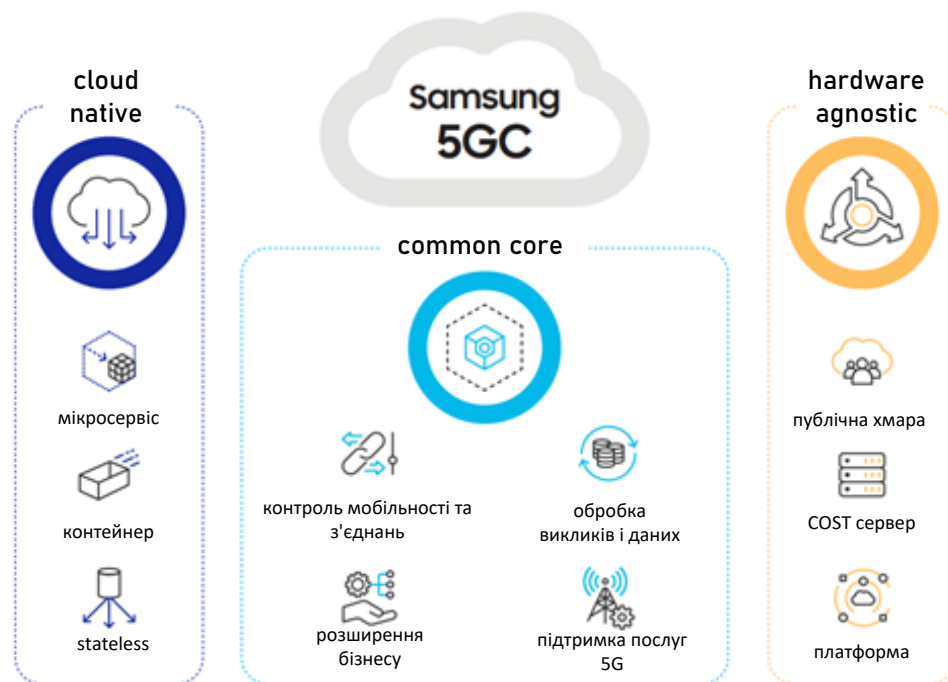 Samsung
5GC
cloud
native
мікросервіс
контейнер
stateless
common core
контроль мобільності та
з'єднань
обробка
викликів і даних
розширення
бізнесу
підтримка послуг
5G
hardware
agnostic
публічна хмара
COST сервер
платформа